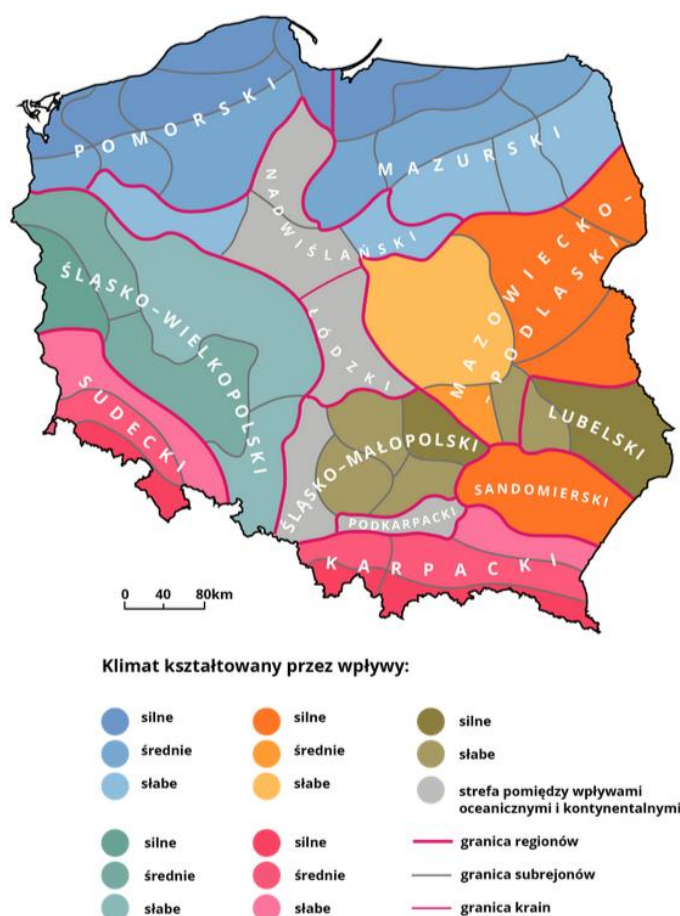 POMORSKI
MAZURSKI
NADWIŚLAŃSKI
MAZOWIECKO-
-PODLASKI
ŚLĄSKO-WIELKOPOLSKI
ŁÓDZKI
SUDECKI
LUBELSKI
ŚLĄSKO-MAŁOPOLSKI
SANDOMIERSKI
PODKARPACKI
KARPACKI
0 40 80km
Klimat kształtowany przez wpływy:
silne silne silne
średnie średnie słabe
słabe słabe strefa pomiędzy wpływami
oceanicznymi i kontynentalnymi
silne silne granica regionów
średnie średnie granica subrejonów
słabe słabe granica krain